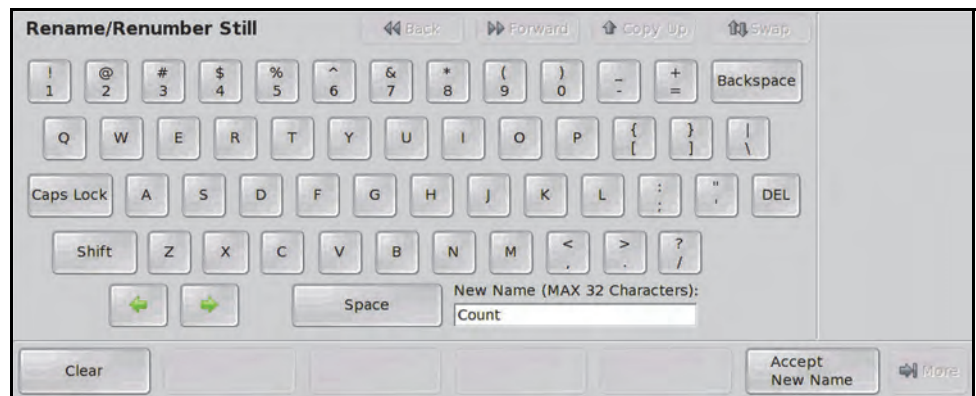 Rename/Renumber Still Back Forward Copy Up Swap
! @ # $ % ^ & * ( ) _ +
1 2 3 4 5 6 7 8 9 0 - = Backspace
Q W E R T Y U I O P { } |
[ ] \
Caps Lock A S D F G H J K L : " DEL
; '
Shift Z X C V B N M < > ?
, . /
Space New Name (MAX 32 Characters):
Count
Clear Accept
New Name More